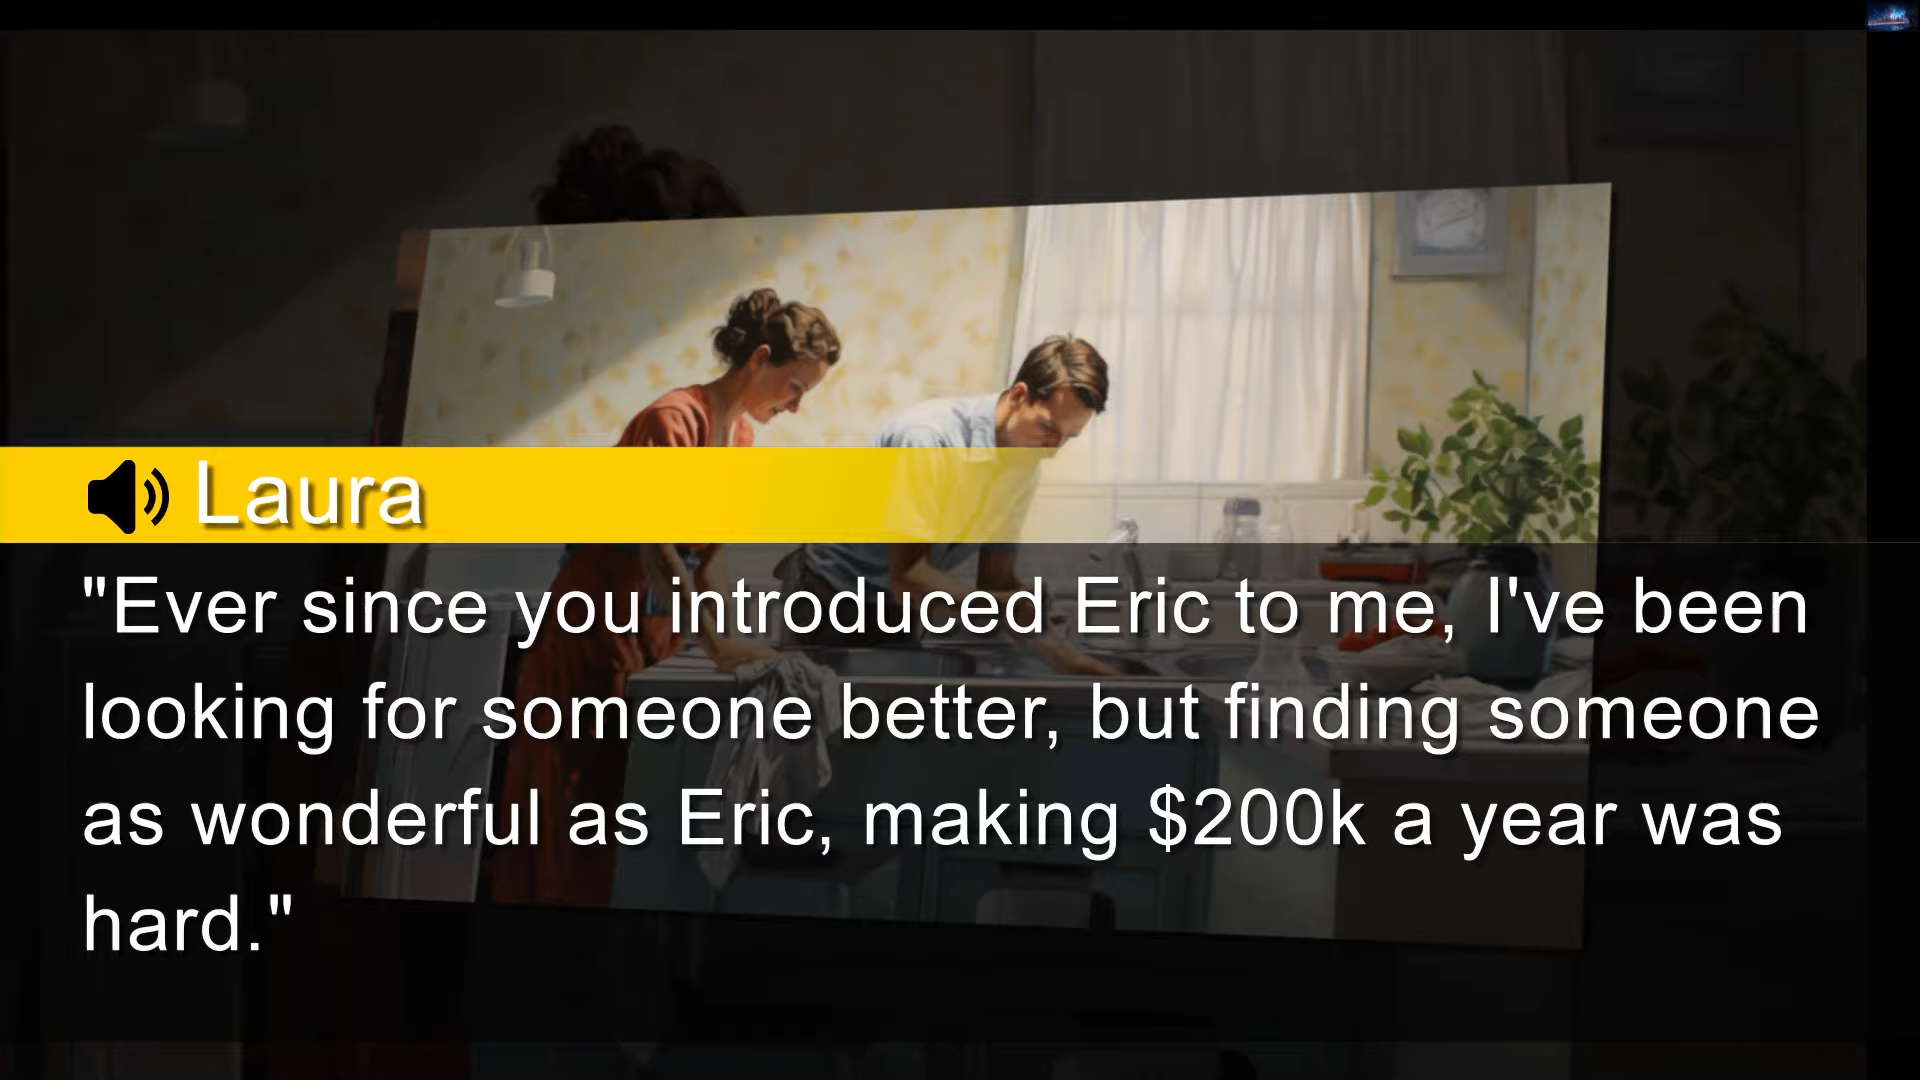 Laura
"Ever since you introduced Eric to me, I've been
looking for someone better, but finding someone
as wonderful as Eric, making $200k a year was
hard."